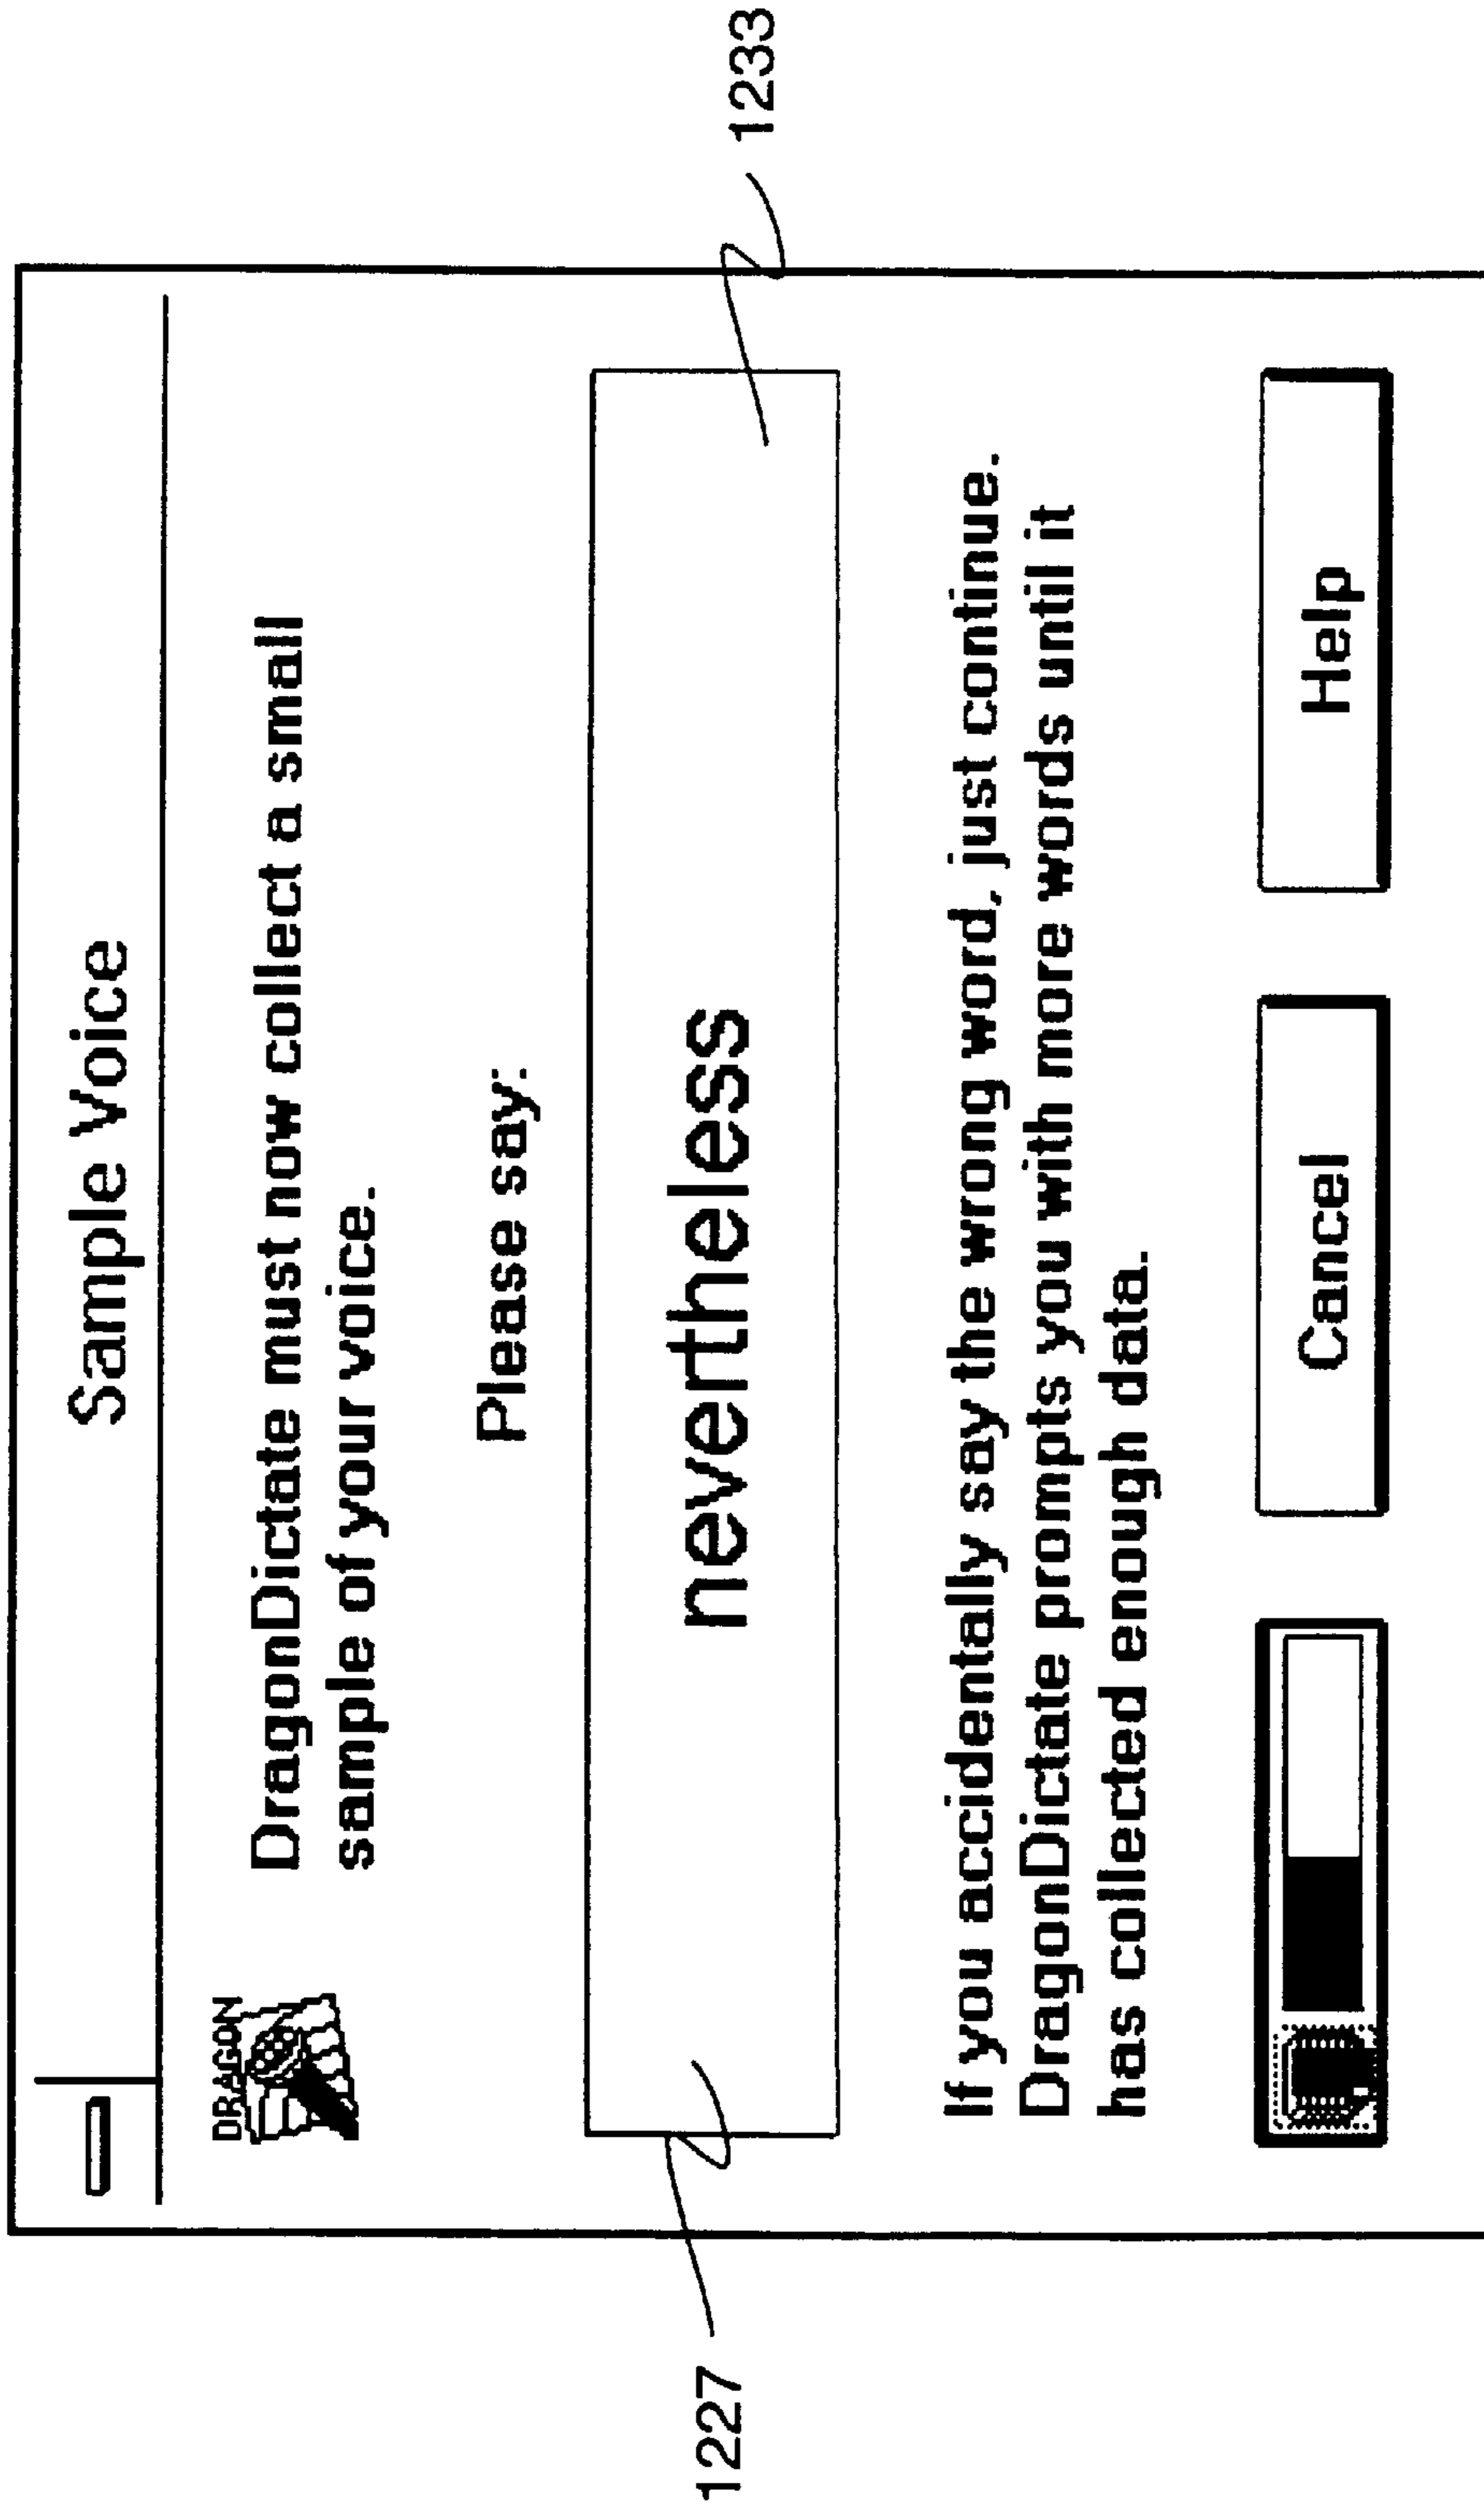 Sample Voice
DRAGON
DragonDictate must now collect a small
sample of your voice.
Please say:
nevertheless
If you accidentally say the wrong word, just continue.
DragonDictate prompts you with more words until it
has collected enough data.
Cancel
Help
1227
1233